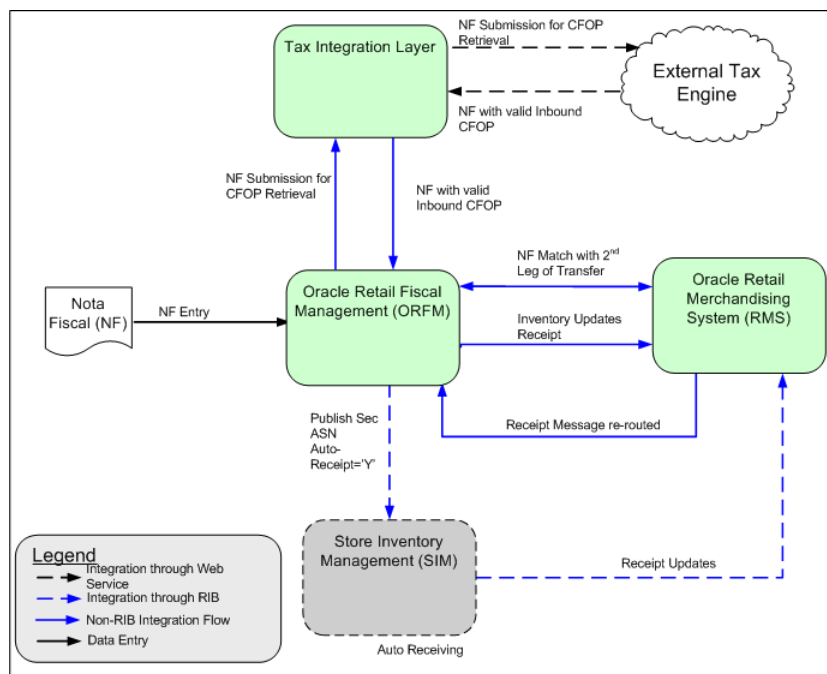 Tax Integration Layer
NF Submission for CFOP
Retrieval
External Tax
Engine
NF with valid Inbound
CFOP
NF Submission for
CFOP Retrieval
NF with valid
Inbound CFOP
Nota
Fiscal (NF)
NF Entry
Oracle Retail Fiscal
Management (ORFM)
NF Match with 2nd
Leg of Transfer
Inventory Updates
Receipt
Oracle Retail
Merchandising
System (RMS)
Receipt Message re-routed
Publish Sec
ASN
Auto-
Receipt='Y'
Store Inventory
Management (SIM)
Receipt Updates
Auto Receiving
Legend
Integration through Web
Service
Integration through RIB
Non-RIB Integration Flow
Data Entry